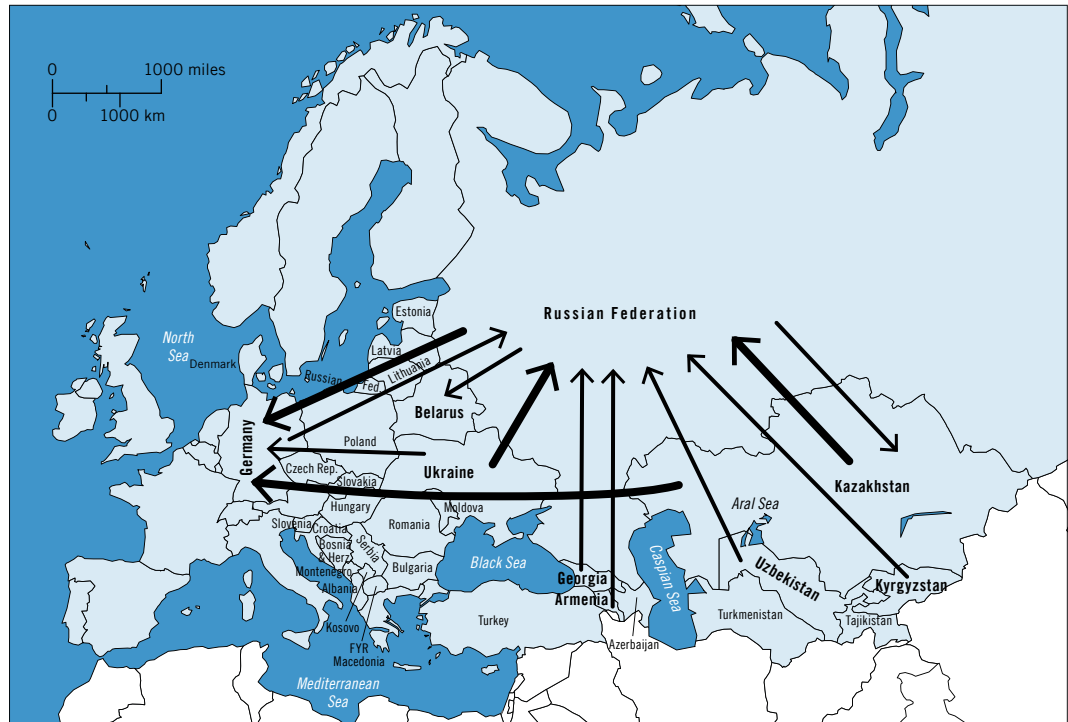 0 1000 miles
0 1000 km
North
Sea
Denmark
Estonia
Latvia
Lithuania
Russian
Fed
Russian Federation
Belarus
Germany
Poland
Ukraine
Czech Rep.
Slovakia
Hungary
Moldova
Kazakhstan
Aral Sea
Slovenia
Croatia
Romania
Bosnia
& Herz.
Serbia
Montenegro
Bulgaria
Black Sea
Albania
Georgia
Armenia
Caspian Sea
Uzbekistan
Kyrgyzstan
Kosovo
Turkey
Turkmenistan
Tajikistan
Azerbaijan
FYR
Macedonia
Mediterranean
Sea